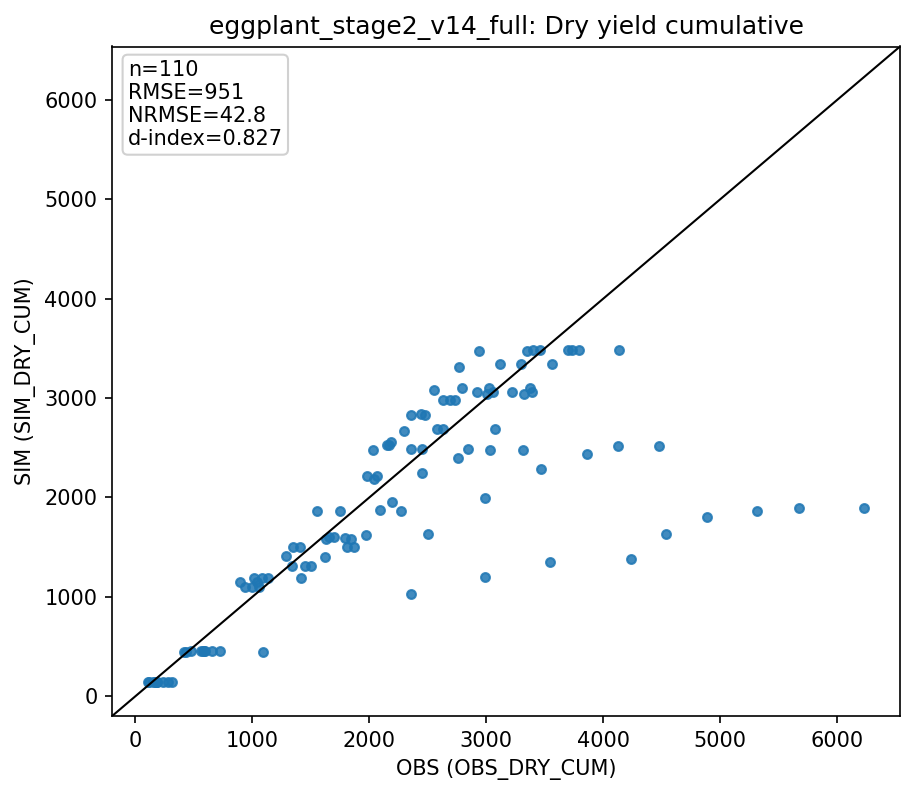 eggplant_stage2_v14_full: Dry yield cumulative
n=110
RMSE=951
NRMSE=42.8
d-index=0.827
6000
5000
4000
3000
2000
1000
0
SIM (SIM_DRY_CUM)
0 1000 2000 3000 4000 5000 6000
OBS (OBS_DRY_CUM)